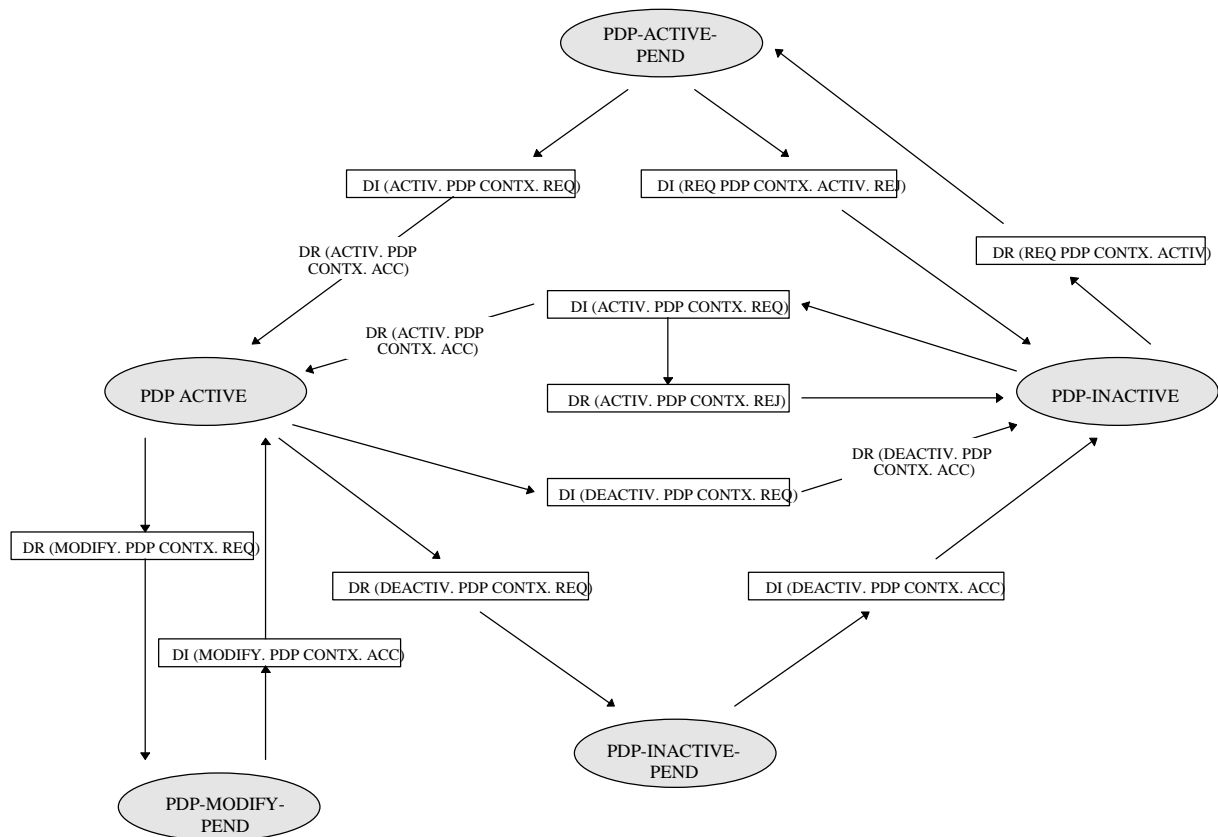 PDP-ACTIVE-
PEND
DI (ACTIV. PDP CONTX. REQ)
DI (REQ PDP CONTX. ACTIV. REJ)
DR (ACTIV. PDP
CONTX. ACC)
DR (REQ PDP CONTX. ACTIV)
DI (ACTIV. PDP CONTX. REQ)
DR (ACTIV. PDP
CONTX. ACC)
PDP ACTIVE
DR (ACTIV. PDP CONTX. REJ)
PDP-INACTIVE
DR (DEACTIV. PDP
CONTX. ACC)
DI (DEACTIV. PDP CONTX. REQ)
DR (MODIFY. PDP CONTX. REQ)
DR (DEACTIV. PDP CONTX. REQ)
DI (DEACTIV. PDP CONTX. ACC)
DI (MODIFY. PDP CONTX. ACC)
PDP-INACTIVE-
PEND
PDP-MODIFY-
PEND